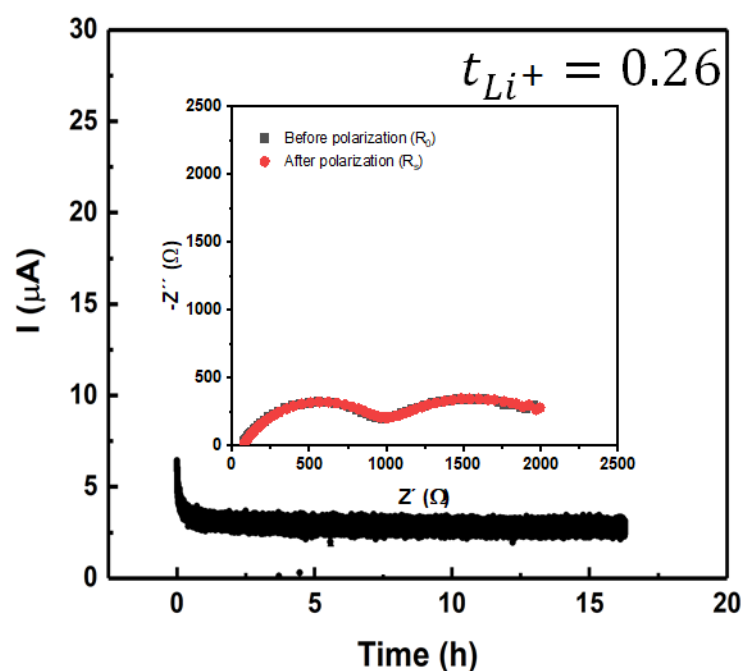 t_{Li^+} = 0.26
Before polarization (R₀)
After polarization (Rₛ)
-Z´´ (Ω)
2500
2000
1500
1000
500
0
0 500 1000 1500 2000 2500
Z´ (Ω)
I (μA)
30
25
20
15
10
5
0
0 5 10 15 20
Time (h)